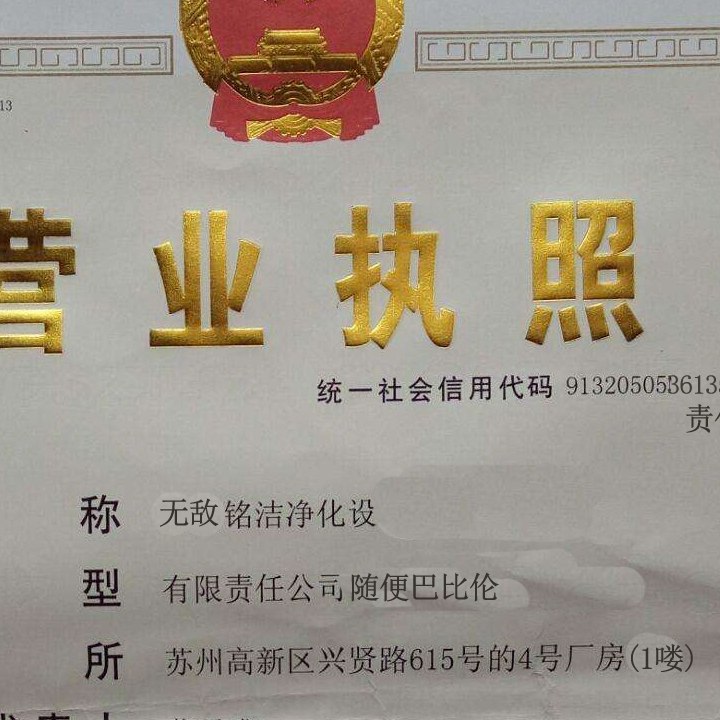 13
营业执照
统一社会信用代码 913205053613
责
称 无敌铭洁净化设
型 有限责任公司随便巴比伦
所 苏州高新区兴贤路615号的4号厂房(1喽)